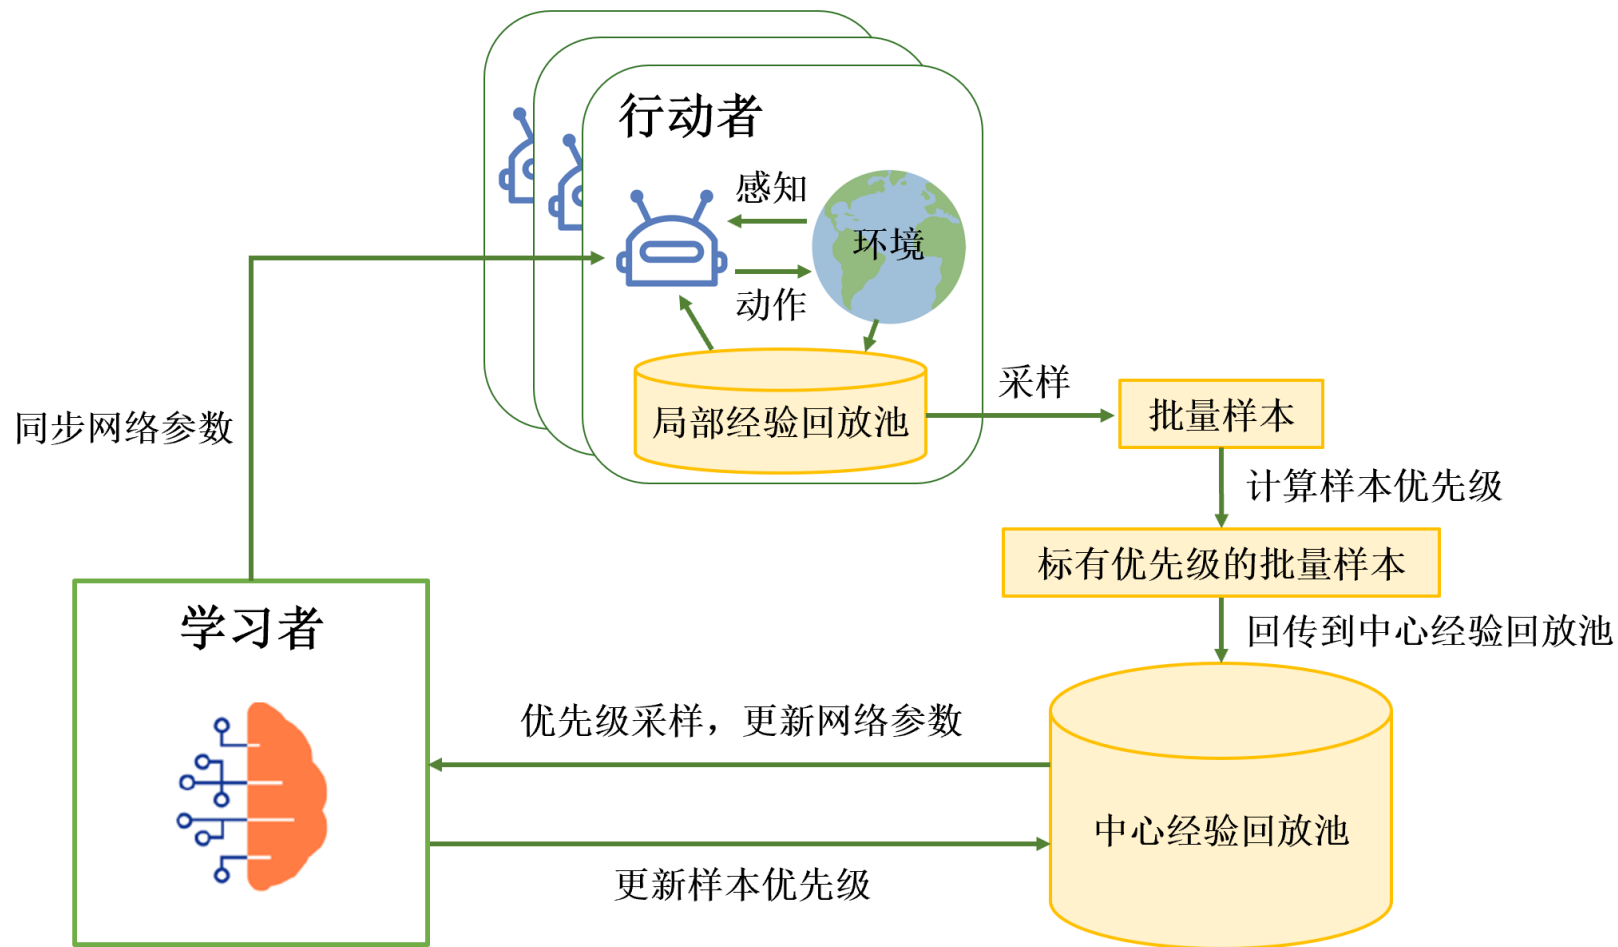 行动者
感知
环境
动作
局部经验回放池
采样
批量样本
同步网络参数
计算样本优先级
标有优先级的批量样本
回传到中心经验回放池
学习者
优先级采样，更新网络参数
中心经验回放池
更新样本优先级